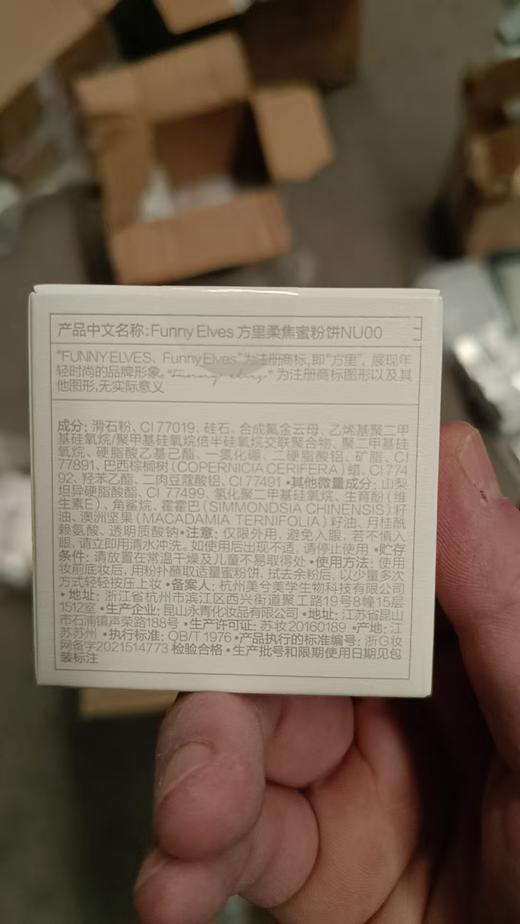 产品中文名称:Funny Elves 方里柔焦蜜粉饼NU00
"FUNNY ELVES、Funny Elves"为注册商标,即"方里",展现年
轻时尚的品牌形象。"funny elves"为注册商标图形以及其
他图形,无实际意义
成分: 滑石粉、CI 77019、硅石、合成氟金云母、乙烯基聚二甲
基硅氧烷/聚甲基硅氧烷倍半硅氧烷交联聚合物、聚二甲基硅
氧烷、硬脂酸乙基己酯、一氮化硼、二硬脂酸铝、矿脂、CI
77891、巴西棕榈树(COPERNICIA CERIFERA)蜡、CI 774
92、羟苯乙酯、二肉豆蔻酸铝、CI 77491 •其他微量成分: 山梨
坦异硬脂酸酯、CI 77499、氢化聚二甲基硅氧烷、生育酚(维
生素E)、角鲨烷、霍霍巴(SIMMONDSIA CHINENSIS)籽
油、澳洲坚果(MACADAMIA TERNIFOLIA)籽油、月桂酰
赖氨酸、透明质酸钠•注意: 仅限外用，避免入眼，若不慎入
眼, 请立即用清水冲洗。如使用后出现不适, 请停止使用 •贮存
条件: 请放置在常温干燥及儿童不易取得处 •使用方法: 使用
妆前底妆后，用粉扑蘸取适量蜜粉饼, 拭去余粉后, 以少量多次
方式轻轻按压上妆 •备案人: 杭州美兮美学生物科技有限公司
•地址: 浙江省杭州市滨江区西兴街道聚工路19号8幢15层
1512室 •生产企业: 昆山永青化妆品有限公司 •地址: 江苏省昆山
市石浦镇声荣路188号 •生产许可证: 苏妆20160189 •产地: 江
苏苏州 •执行标准: QB/T 1976 •产品执行的标准编号: 浙G妆
网备字2021514773 检验合格 •生产批号和限期使用日期见包
装标注